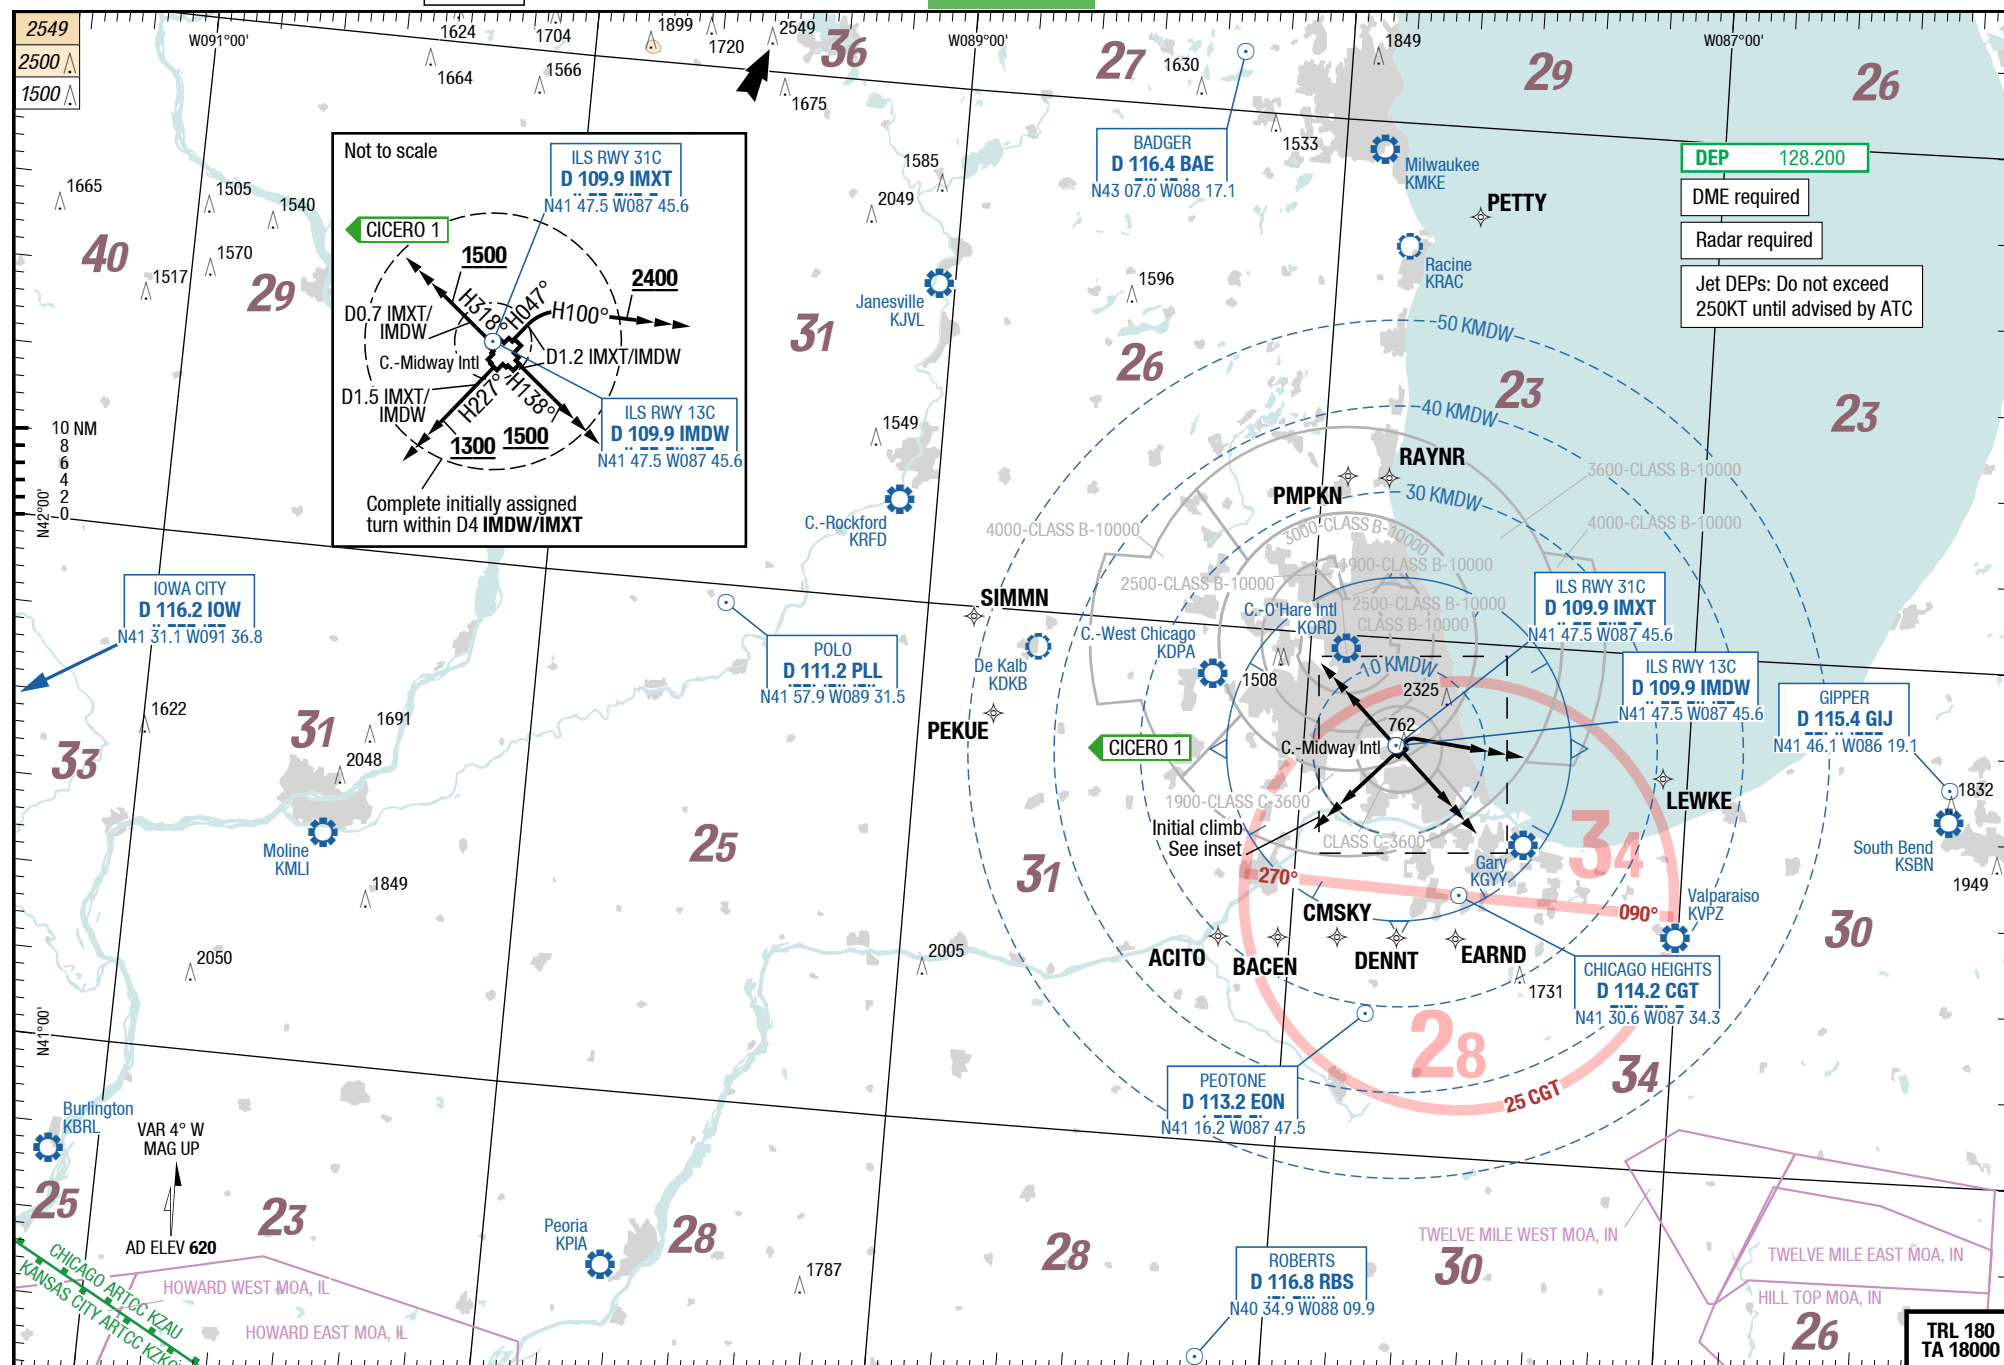 2549
2500
1500
W091°00'
1624
1704
1664
1566
1899
1720
2549
1675
36
W089°00'
27
1630
1849
29
W087°00'
26
Not to scale
ILS RWY 31C
D 109.9 IMXT
N41 47.5 W087 45.6
CICERO 1
1500
2400
H318°
H047°
H100°
D0.7 IMXT/
IMDW
C.-Midway Intl
D1.2 IMXT/IMDW
D1.5 IMXT/
IMDW
H227°
H138°
1300
1500
ILS RWY 13C
D 109.9 IMDW
N41 47.5 W087 45.6
Complete initially assigned
turn within D4 IMDW/IMXT
BADGER
D 116.4 BAE
N43 07.0 W088 17.1
1533
1585
2049
Milwaukee
KMKE
PETTY
DEP 128.200
DME required
Radar required
Jet DEPs: Do not exceed
250KT until advised by ATC
1665
1505
1540
1570
1517
40
29
Racine
KRAC
1596
Janesville
KJVL
31
26
50 KMDW
23
23
40 KMDW
1549
10 NM
8
6
4
2
0
N42°00'
RAYNR
PMPKN
30 KMDW
3600-CLASS B-10000
4000-CLASS B-10000
4000-CLASS B-10000
3000-CLASS B-10000
1900-CLASS B-10000
2500-CLASS B-10000
2500-CLASS B-10000
CLASS B-10000
C.-Rockford
KRFD
IOWA CITY
D 116.2 IOW
N41 31.1 W091 36.8
SIMMN
POLO
D 111.2 PLL
N41 57.9 W089 31.5
De Kalb
KDKB
C.-West Chicago
KDPA
C.-O'Hare Intl
KORD
ILS RWY 31C
D 109.9 IMXT
N41 47.5 W087 45.6
ILS RWY 13C
D 109.9 IMDW
N41 47.5 W087 45.6
GIPPER
D 115.4 GIJ
N41 46.1 W086 19.1
10 KMDW
1508
2325
762
1622
1691
2048
31
33
PEKUE
CICERO 1
C.-Midway Intl
LEWKE
1832
South Bend
KSBN
1949
1900-CLASS C-3600
CLASS C-3600
Initial climb
See inset
Moline
KMLI
1849
25
31
34
Gary
KGYY
270°
090°
Valparaiso
KVPZ
30
CMSKY
ACITO
BACEN
DENNT
EARND
2050
2005
1731
CHICAGO HEIGHTS
D 114.2 CGT
N41 30.6 W087 34.3
N41°00'
28
34
25 CGT
PEOTONE
D 113.2 EON
N41 16.2 W087 47.5
Burlington
KBRL
VAR 4° W
MAG UP
AD ELEV 620
25
23
Peoria
KPIA
28
28
1787
ROBERTS
D 116.8 RBS
N40 34.9 W088 09.9
TWELVE MILE WEST MOA, IN
TWELVE MILE EAST MOA, IN
30
HILL TOP MOA, IN
26
CHICAGO ARTCC KZAU
KANSAS CITY ARTCC
HOWARD WEST MOA, IL
HOWARD EAST MOA, IL
TRL 180
TA 18000